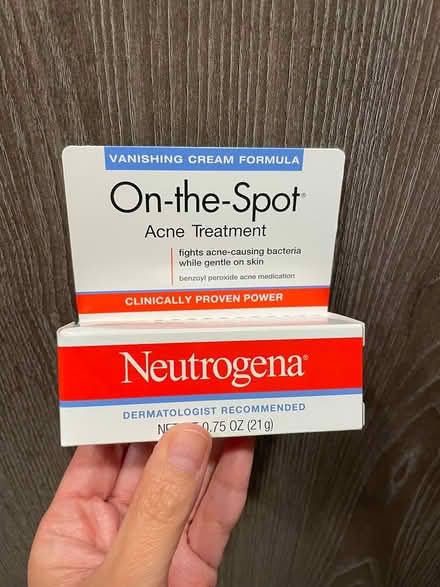 VANISHING CREAM FORMULA
On-the-Spot®
Acne Treatment
fights acne-causing bacteria
while gentle on skin
benzoyl peroxide acne medication
CLINICALLY PROVEN POWER
Neutrogena®
DERMATOLOGIST RECOMMENDED
0.75 OZ (21g)